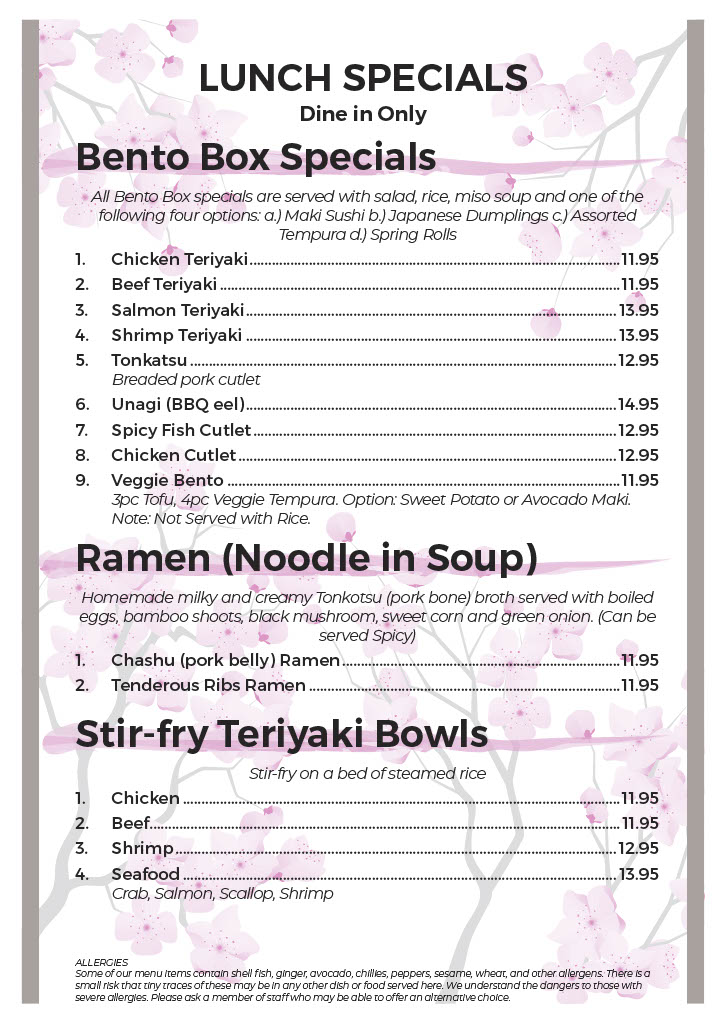 LUNCH SPECIALS
Dine in Only
Bento Box Specials
All Bento Box specials are served with salad, rice, miso soup and one of the
following four options: a.) Maki Sushi b.) Japanese Dumplings c.) Assorted
Tempura d.) Spring Rolls
1. Chicken Teriyaki 11.95
2. Beef Teriyaki 11.95
3. Salmon Teriyaki 13.95
4. Shrimp Teriyaki 13.95
5. Tonkatsu 12.95
Breaded pork cutlet
6. Unagi (BBQ eel) 14.95
7. Spicy Fish Cutlet 12.95
8. Chicken Cutlet 12.95
9. Veggie Bento 11.95
3pc Tofu, 4pc Veggie Tempura. Option: Sweet Potato or Avocado Maki.
Note: Not Served with Rice.
Ramen (Noodle in Soup)
Homemade milky and creamy Tonkotsu (pork bone) broth served with boiled
eggs, bamboo shoots, black mushroom, sweet corn and green onion. (Can be
served Spicy)
1. Chashu (pork belly) Ramen 11.95
2. Tenderous Ribs Ramen 11.95
Stir-fry Teriyaki Bowls
Stir-fry on a bed of steamed rice
1. Chicken 11.95
2. Beef 11.95
3. Shrimp 12.95
4. Seafood 13.95
Crab, Salmon, Scallop, Shrimp
ALLERGIES
Some of our menu items contain shell fish, ginger, avocado, chillies, peppers, sesame, wheat, and other allergens. There is a
small risk that tiny traces of these may be in any other dish or food served here. We understand the dangers to those with
severe allergies. Please ask a member of staff who may be able to offer an alternative choice.